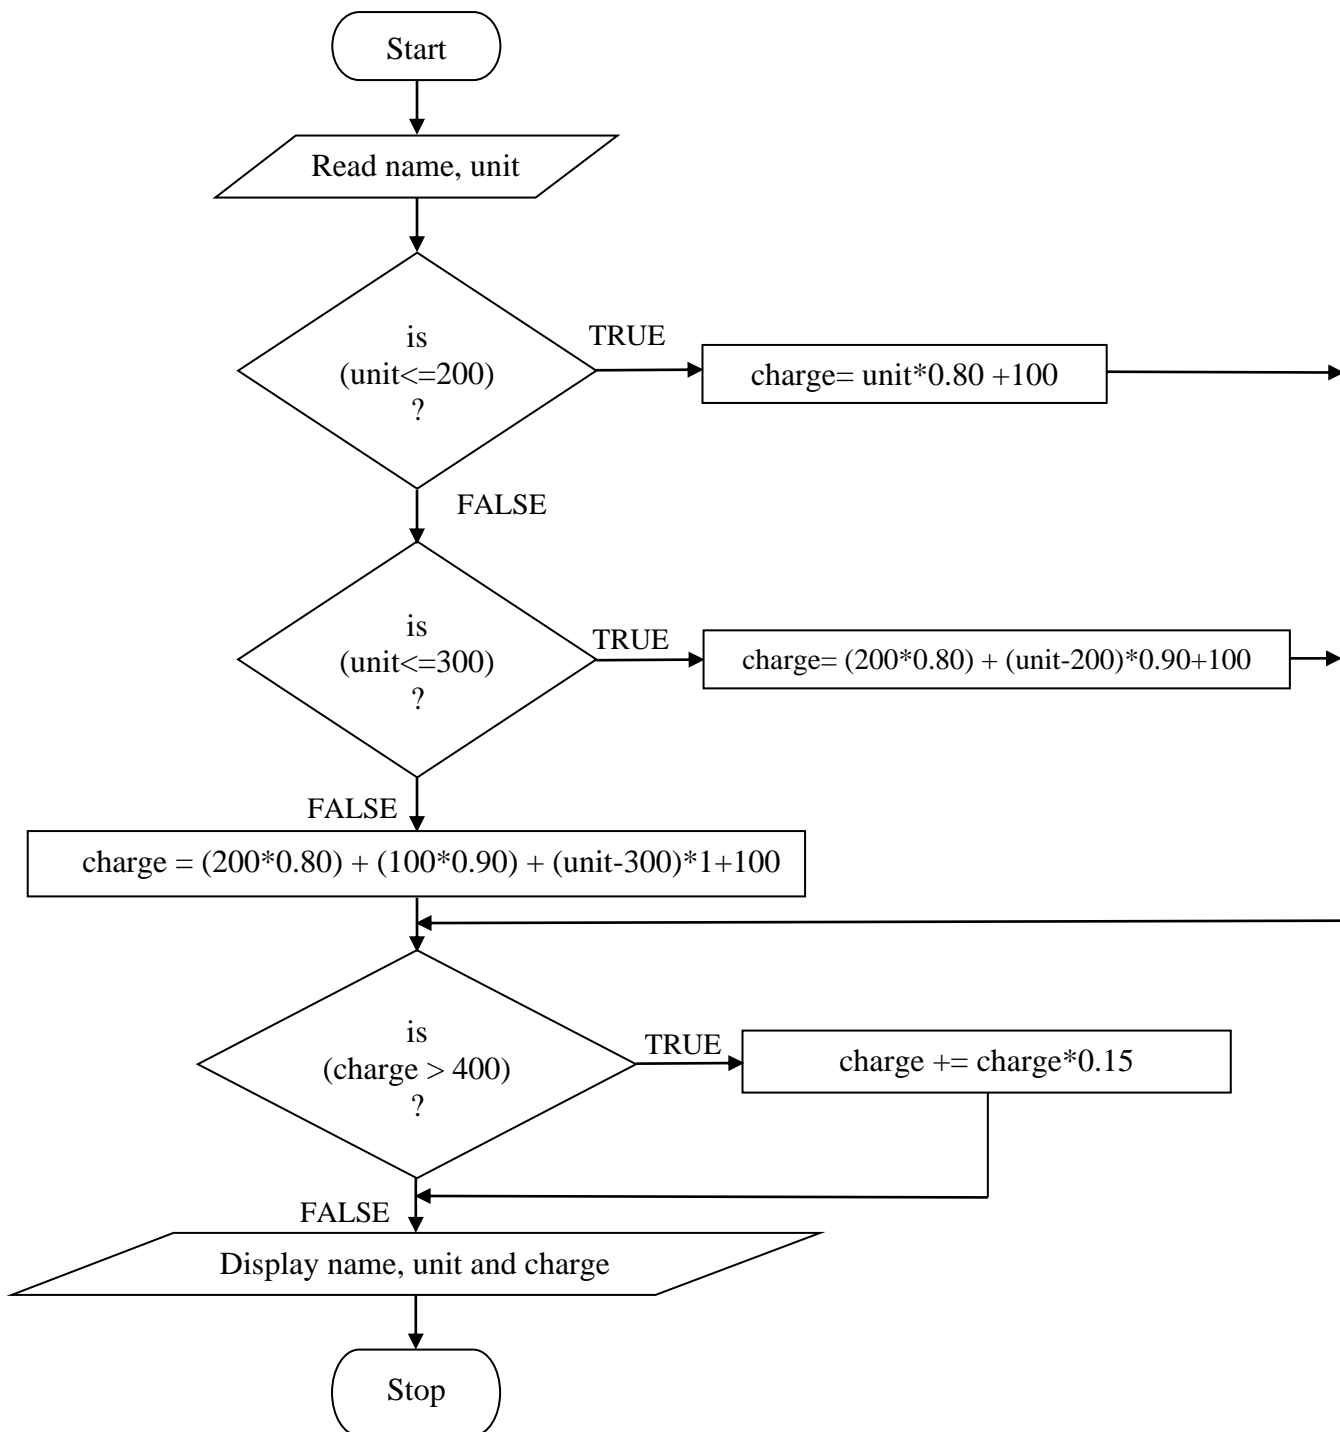 Start
Read name, unit
is
(unit<=200)
?
TRUE
charge= unit*0.80 +100
FALSE
is
(unit<=300)
?
TRUE
charge= (200*0.80) + (unit-200)*0.90+100
FALSE
charge = (200*0.80) + (100*0.90) + (unit-300)*1+100
is
(charge > 400)
?
TRUE
charge += charge*0.15
FALSE
Display name, unit and charge
Stop